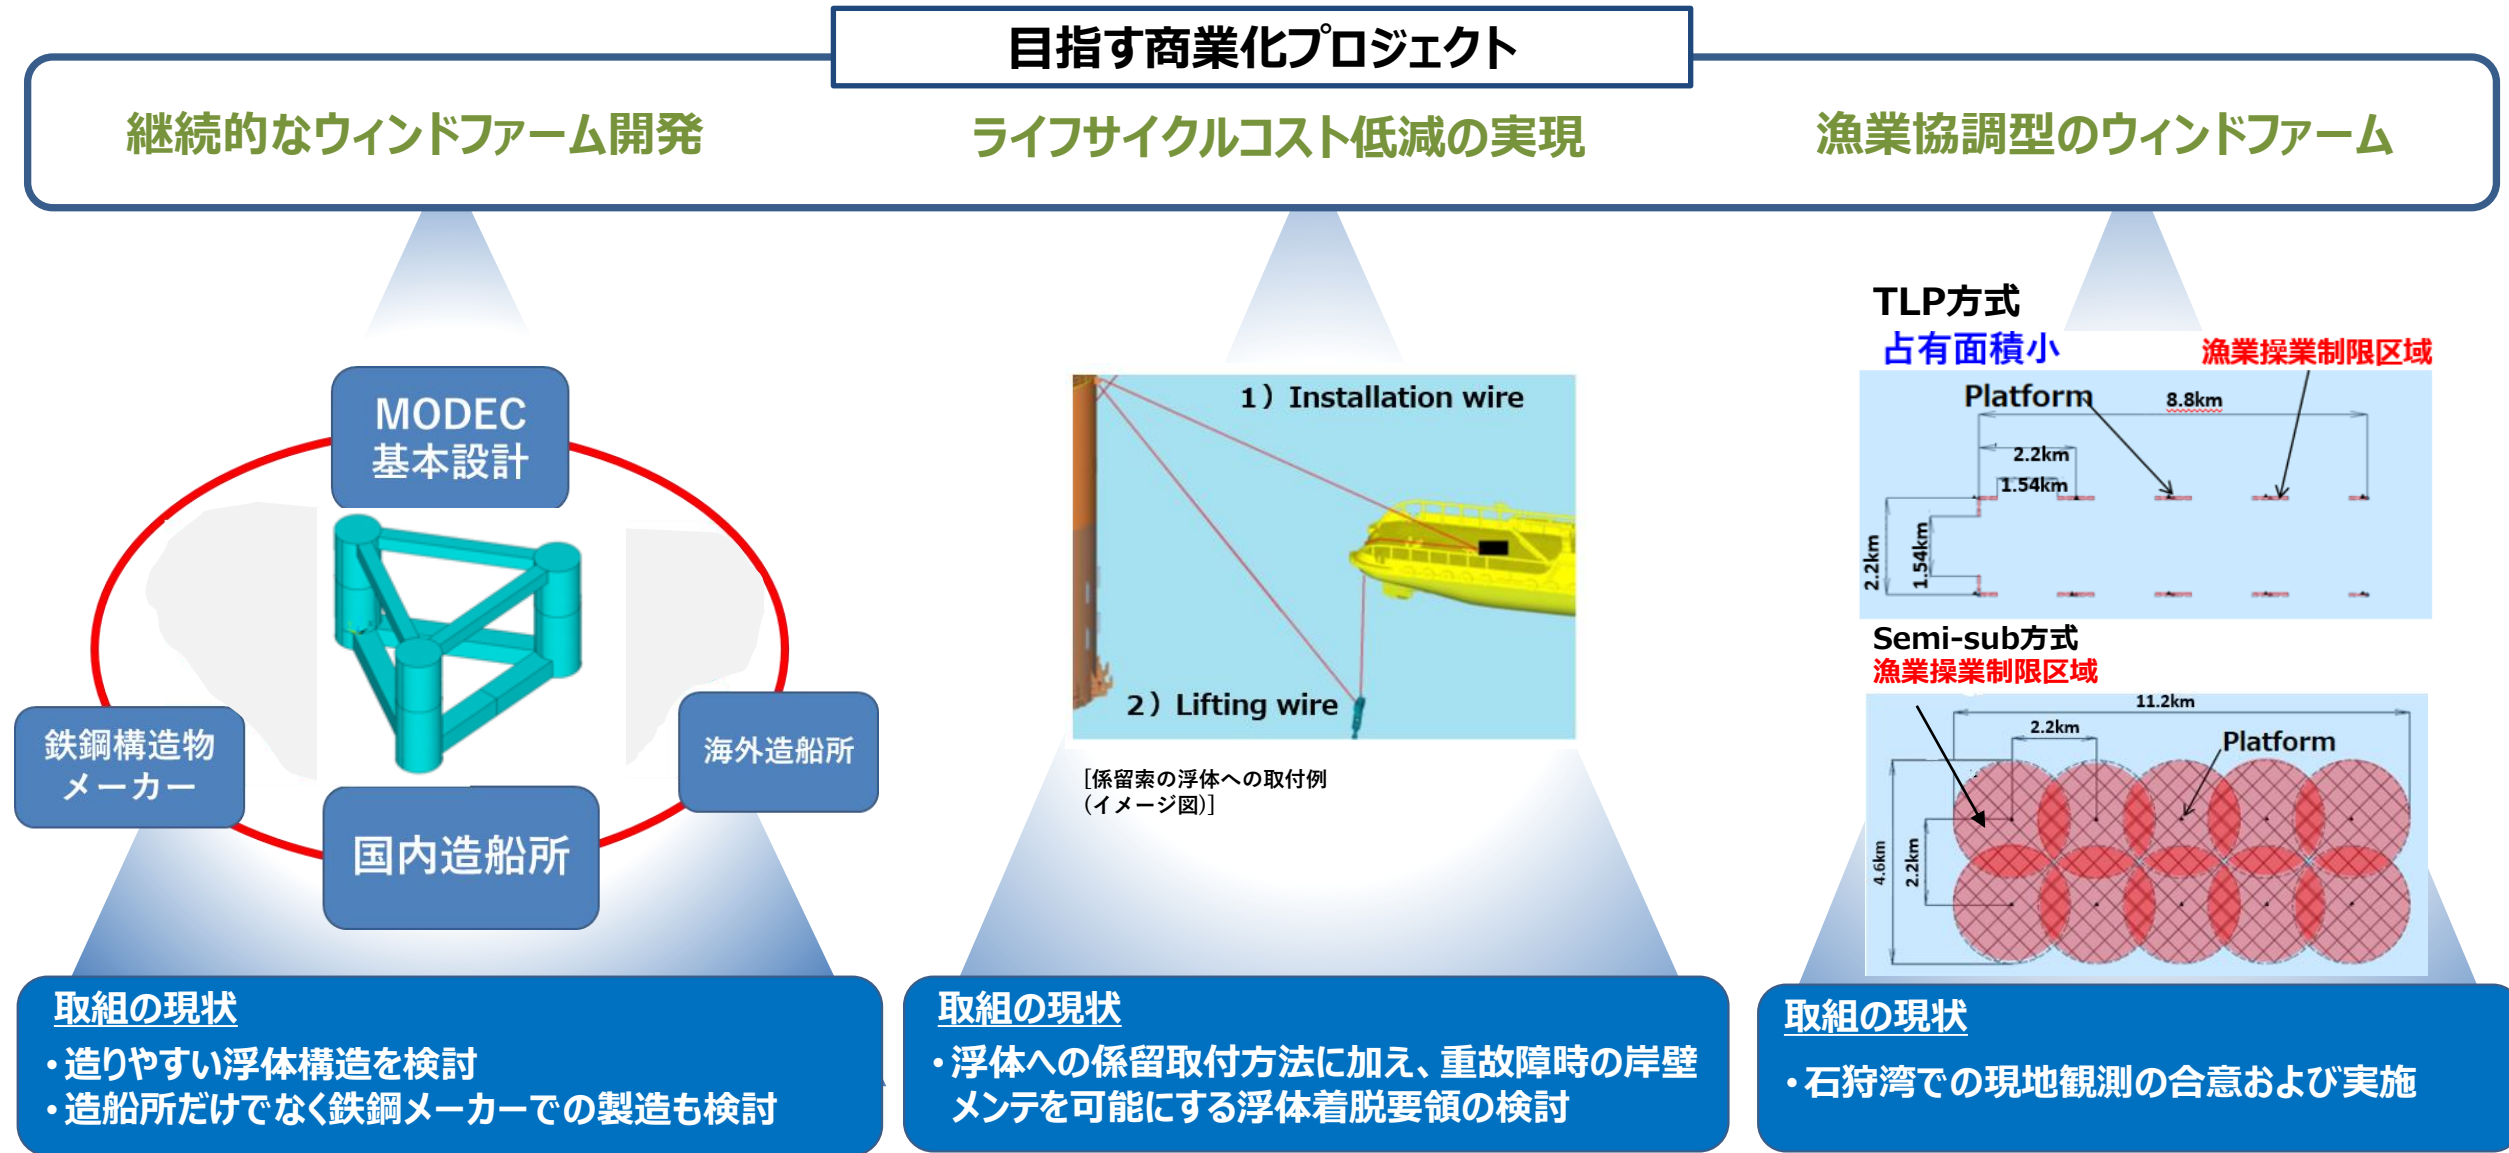 目指す商業化プロジェクト
継続的なウィンドファーム開発
ライフサイクルコスト低減の実現
漁業協調型のウィンドファーム
MODEC
基本設計
鉄鋼構造物
メーカー
海外造船所
国内造船所
1）Installation wire
2）Lifting wire
[係留索の浮体への取付例
(イメージ図)]
TLP方式
占有面積小
漁業操業制限区域
Platform
8.8km
2.2km
1.54km
2.2km
1.54km
Semi-sub方式
漁業操業制限区域
11.2km
2.2km
Platform
4.6km
2.2km
取組の現状
・造りやすい浮体構造を検討
・造船所だけでなく鉄鋼メーカーでの製造も検討
取組の現状
・浮体への係留取付方法に加え、重故障時の岸壁
メンテを可能にする浮体着脱要領の検討
取組の現状
・石狩湾での現地観測の合意および実施